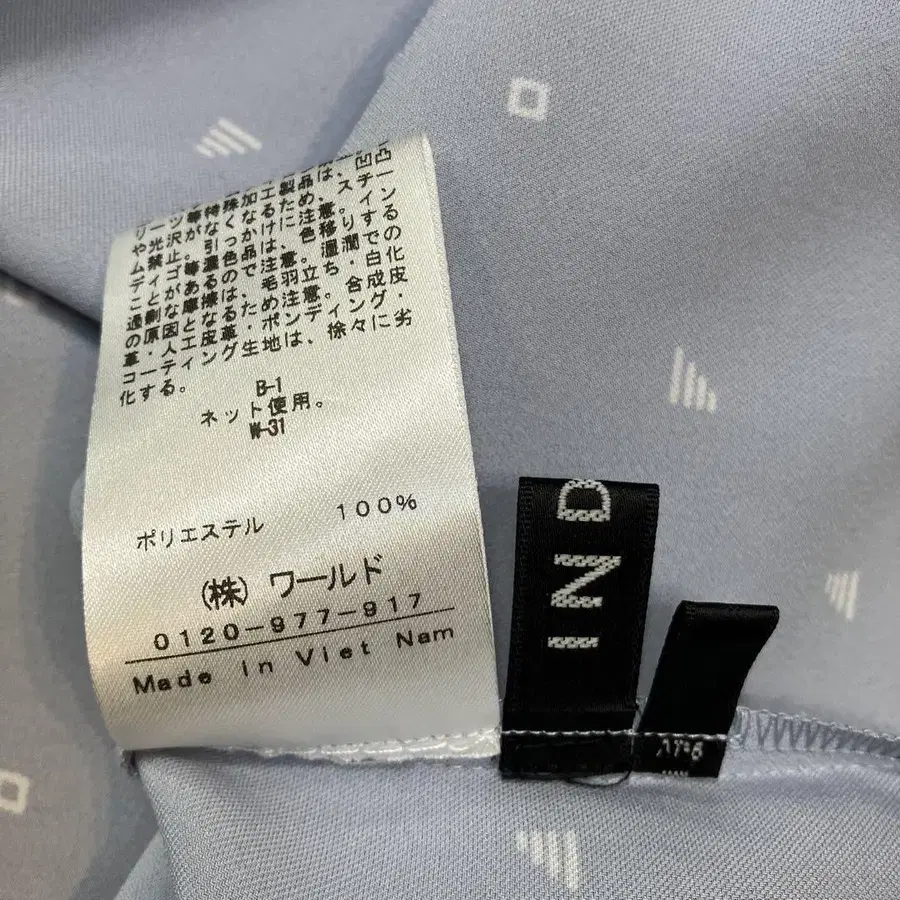 リーツ等特殊加工製品は、凹凸
や光沢がなくなるため、スチー
ム禁止。引っかけに注意。イン
ディゴ等濃色品は、色移りする
ことがあるので注意。湿潤で
過剰な摩擦は、毛羽立ち・白化
の原因となるため注意。合成皮
革・人工皮革・ボンディング・
コーティング生地は、徐々に劣
化する。
B-1
ネット使用。
W-31
ポリエステル 100%
(株)ワールド
0120-977-917
Made in Viet Nam
IND